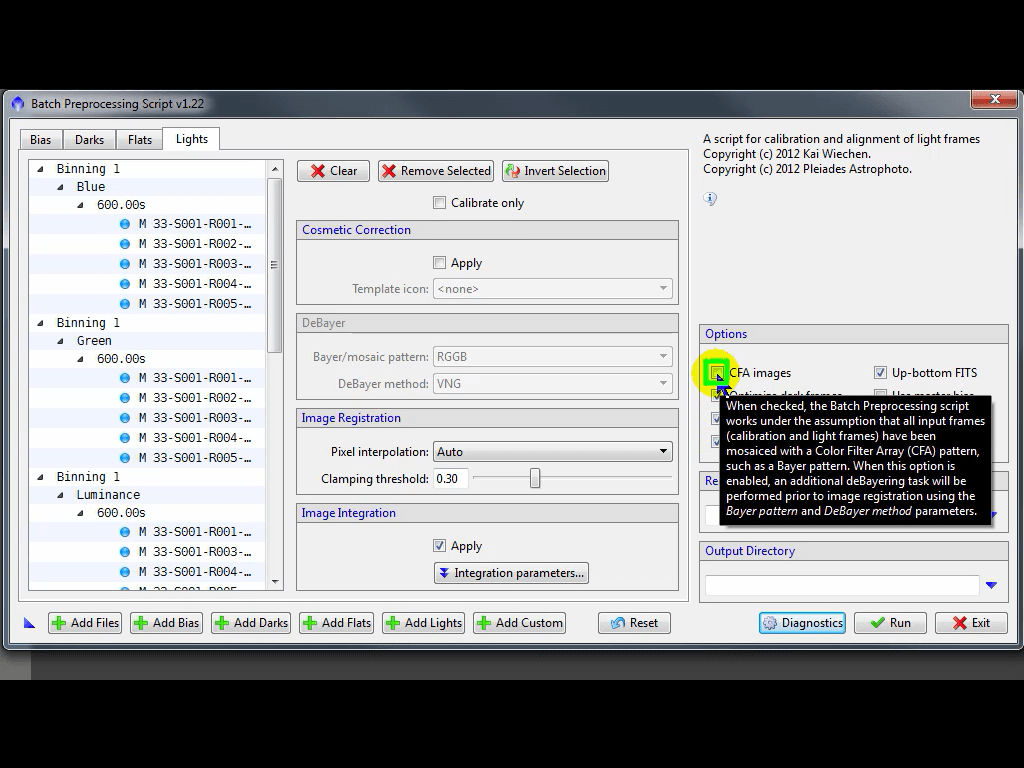 Batch Preprocessing Script v1.22
Bias Darks Flats Lights
Binning 1
Blue
600.00s
M 33-S001-R001-...
M 33-S001-R002-...
M 33-S001-R003-...
M 33-S001-R004-...
M 33-S001-R005-...
Binning 1
Green
600.00s
M 33-S001-R001-...
M 33-S001-R002-...
M 33-S001-R003-...
M 33-S001-R004-...
M 33-S001-R005-...
Binning 1
Luminance
600.00s
M 33-S001-R001-...
M 33-S001-R003-...
M 33-S001-R004-...
Clear Remove Selected Invert Selection
Calibrate only
Cosmetic Correction
Apply
Template icon: <none>
DeBayer
Bayer/mosaic pattern: RGGB
DeBayer method: VNG
Image Registration
Pixel interpolation: Auto
Clamping threshold: 0.30
Image Integration
Apply
Integration parameters...
A script for calibration and alignment of light frames
Copyright (c) 2012 Kai Wiechen.
Copyright (c) 2012 Pleiades Astrophoto.
Options
CFA images Up-bottom FITS
When checked, the Batch Preprocessing script
works under the assumption that all input frames
(calibration and light frames) have been
mosaiced with a Color Filter Array (CFA) pattern,
such as a Bayer pattern. When this option is
enabled, an additional deBayering task will be
performed prior to image registration using the
Bayer pattern and DeBayer method parameters.
Output Directory
Add Files Add Bias Add Darks Add Flats Add Lights Add Custom Reset Diagnostics Run Exit